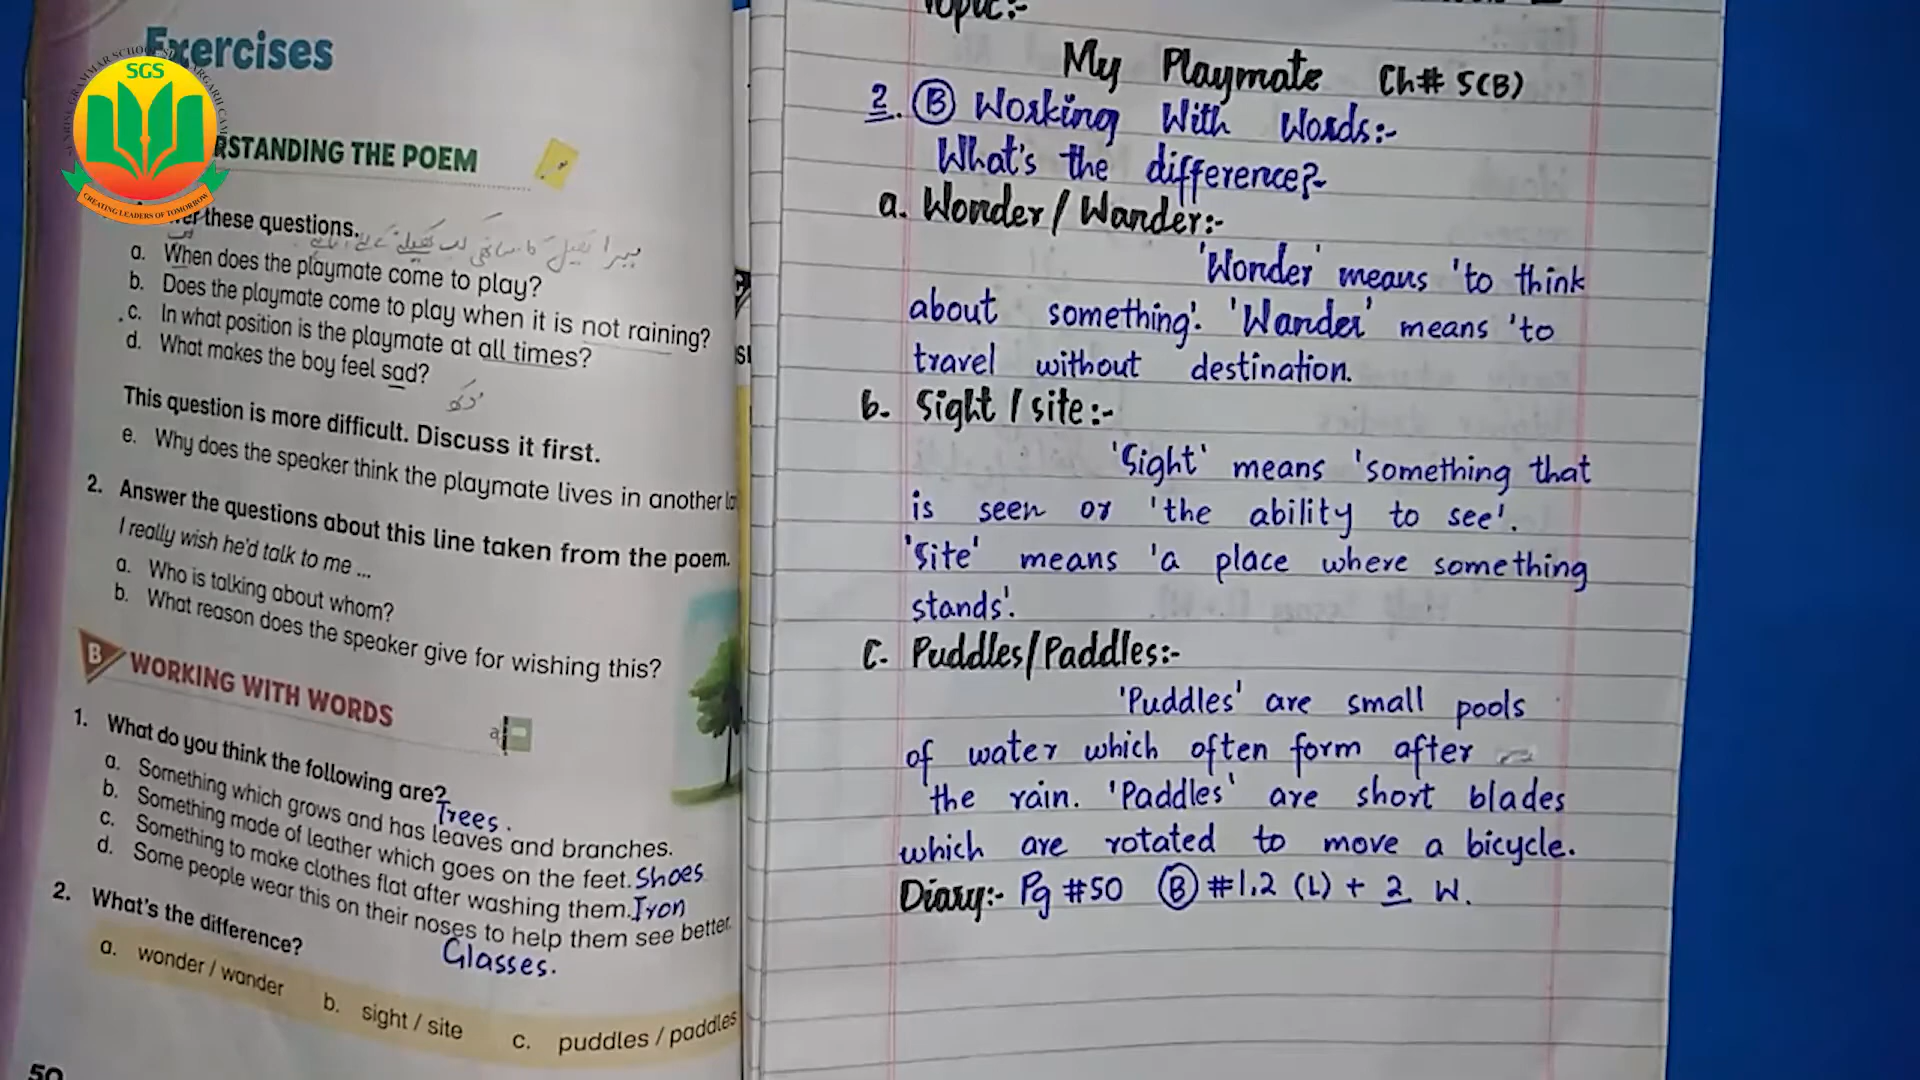 Exercises
SGS
CREATING LEADERS OF TOMORROW
RSTANDING THE POEM
these questions.
a. When does the playmate come to play?
b. Does the playmate come to play when it is not raining?
c. In what position is the playmate at all times?
d. What makes the boy feel sad?
This question is more difficult. Discuss it first.
e. Why does the speaker think the playmate lives in another
2. Answer the questions about this line taken from the poem.
I really wish he'd talk to me ...
a. Who is talking about whom?
b. What reason does the speaker give for wishing this?
B WORKING WITH WORDS
1. What do you think the following are?
a. Something which grows and has leaves and branches. Trees.
b. Something made of leather which goes on the feet. Shoes
c. Something to make clothes flat after washing them. Iron
d. Some people wear this on their noses to help them see better.
Glasses.
2. What's the difference?
a. wonder / wander b. sight / site c. puddles / paddles
50
Topic:-
My Playmate Ch# 5(B)
2. B Working With Words:-
What's the difference?-
a. Wonder / Wander:-
'Wonder' means 'to think
about something'. 'Wander' means 'to
travel without destination.
b. Sight / site:-
'Sight' means 'something that
is seen or 'the ability to see'.
'Site' means 'a place where something
stands'.
C. Puddles/Paddles:-
'Puddles' are small pools
of water which often form after
the rain. 'Paddles' are short blades
which are rotated to move a bicycle.
Diary:- Pg #50 B #1,2 (L) + 2 W.